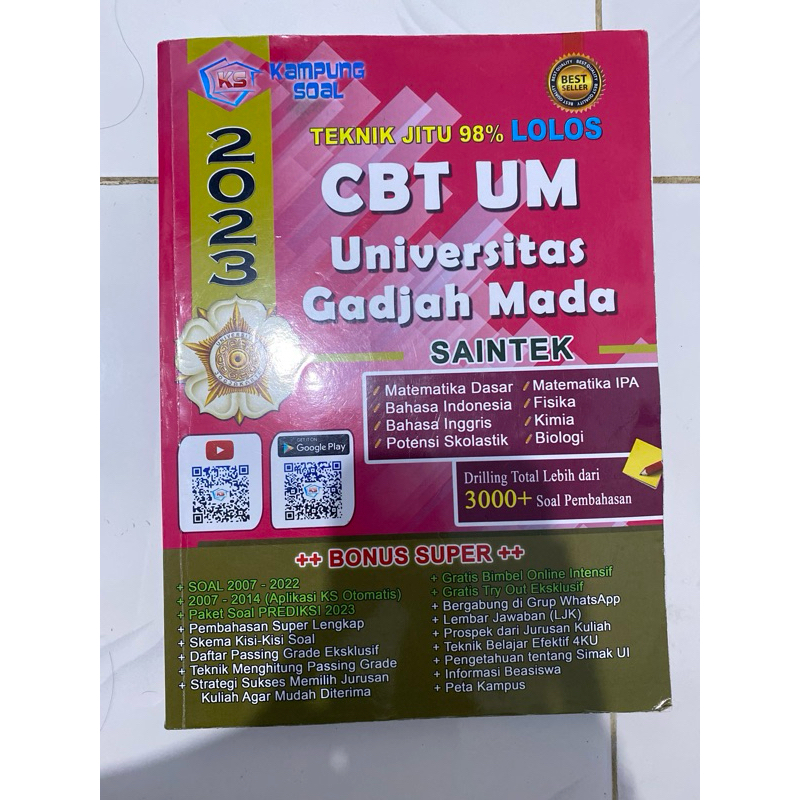 KS
KAMPUNG
SOAL
BEST QUALITY
BEST
SELLER
2023
TEKNIK JITU 98% LOLOS
CBT UM
Universitas
Gadjah Mada
SAINTEK
Matematika Dasar
Bahasa Indonesia
Bahasa Inggris
Potensi Skolastik
Matematika IPA
Fisika
Kimia
Biologi
GET IT ON
Google Play
Drilling Total Lebih dari
3000+ Soal Pembahasan
++ BONUS SUPER ++
+ SOAL 2007 - 2022
+ 2007 - 2014 (Aplikasi KS Otomatis)
+ Paket Soal PREDIKSI 2023
+ Pembahasan Super Lengkap
+ Skema Kisi-Kisi Soal
+ Daftar Passing Grade Eksklusif
+ Teknik Menghitung Passing Grade
+ Strategi Sukses Memilih Jurusan
Kuliah Agar Mudah Diterima
+ Gratis Bimbel Online Intensif
+ Gratis Try Out Eksklusif
+ Bergabung di Grup WhatsApp
+ Lembar Jawaban (LJK)
+ Prospek dari Jurusan Kuliah
+ Teknik Belajar Efektif 4KU
+ Pengetahuan tentang Simak UI
+ Informasi Beasiswa
+ Peta Kampus